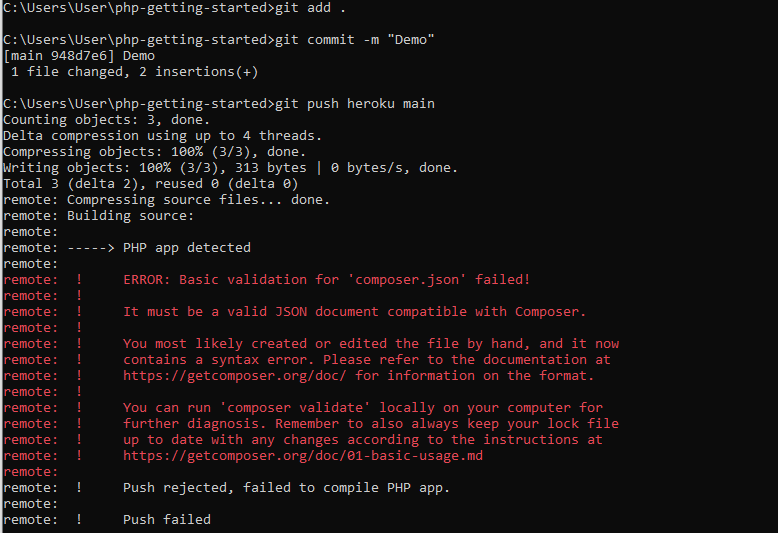 C:\Users\User\php-getting-started>git add .
C:\Users\User\php-getting-started>git commit -m "Demo"
[main 948d7e6] Demo
 1 file changed, 2 insertions(+)
C:\Users\User\php-getting-started>git push heroku main
Counting objects: 3, done.
Delta compression using up to 4 threads.
Compressing objects: 100% (3/3), done.
Writing objects: 100% (3/3), 313 bytes | 0 bytes/s, done.
Total 3 (delta 2), reused 0 (delta 0)
remote: Compressing source files... done.
remote: Building source:
remote:
remote: -----> PHP app detected
remote:
remote:  !     ERROR: Basic validation for 'composer.json' failed!
remote:  !
remote:  !     It must be a valid JSON document compatible with Composer.
remote:  !
remote:  !     You most likely created or edited the file by hand, and it now
remote:  !     contains a syntax error. Please refer to the documentation at
remote:  !     https://getcomposer.org/doc/ for information on the format.
remote:  !
remote:  !     You can run 'composer validate' locally on your computer for
remote:  !     further diagnosis. Remember to also always keep your lock file
remote:  !     up to date with any changes according to the instructions at
remote:  !     https://getcomposer.org/doc/01-basic-usage.md
remote:
remote:  !     Push rejected, failed to compile PHP app.
remote:
remote:  !     Push failed